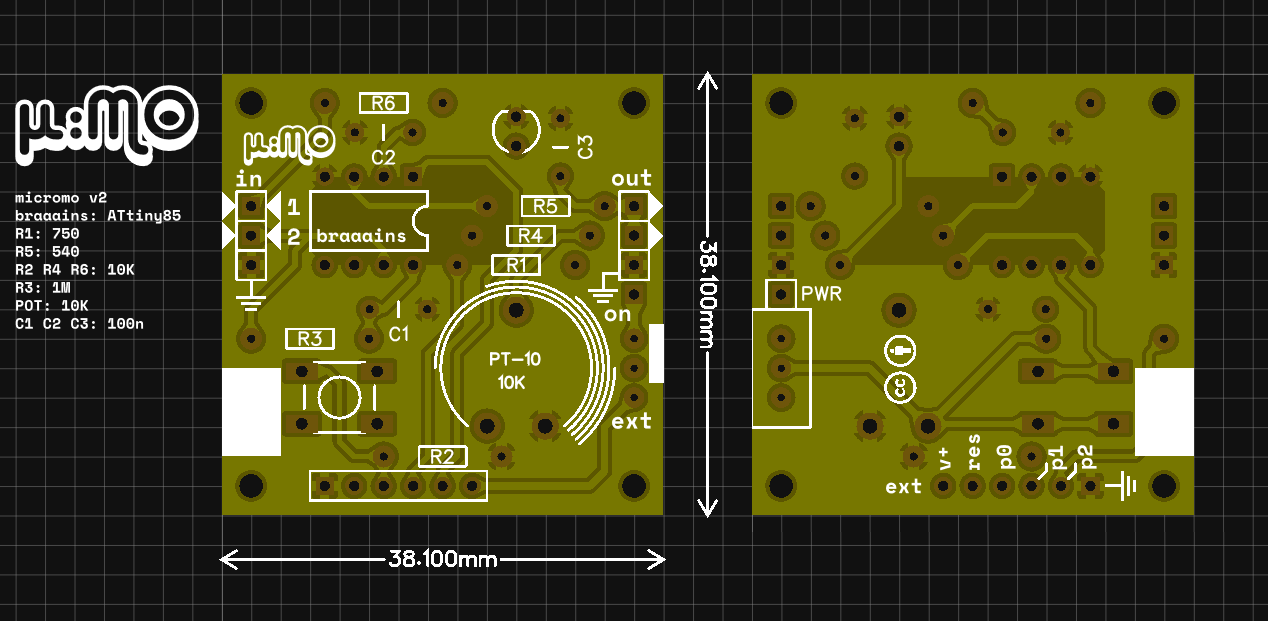 µ:mo
micromo v2
braaains: ATtiny85
R1: 750
R5: 540
R2 R4 R6: 10K
R3: 1M
POT: 10K
C1 C2 C3: 100n
R6
µ:mo
C2
C3
in
out
1
2
braaains
R5
R4
R1
on
R3
C1
PT-10
10K
ext
R2
38.100mm
38.100mm
PWR
cc
ext
v+
res
p0
p1
p2